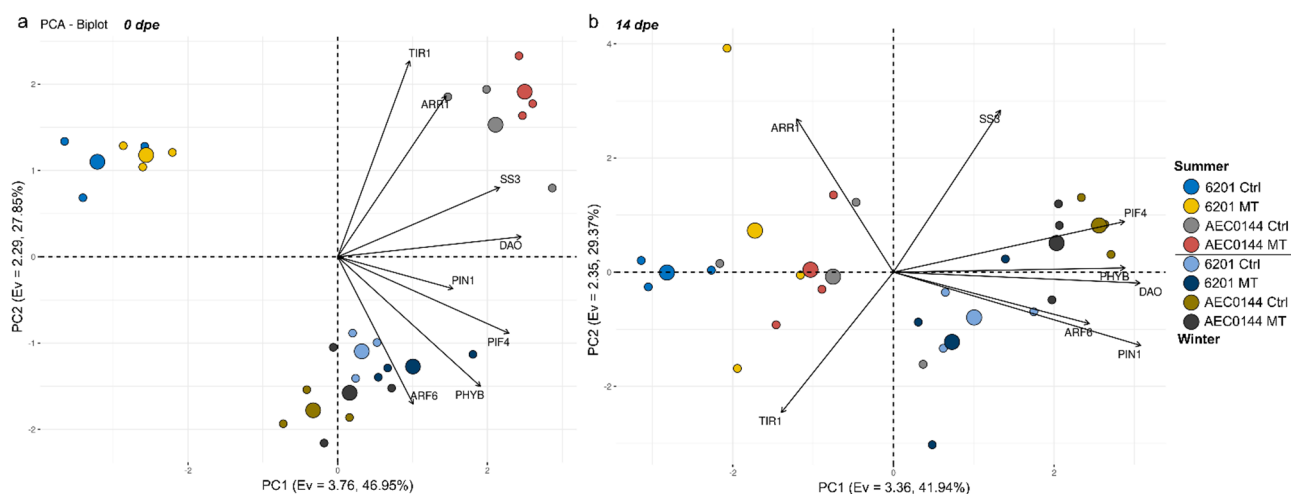 a PCA - Biplot 0 dpe
TIR1
ARR1
SS3
DAO
PIN1
PIF4
PHYB
ARF6
2
1
0
-1
-2
-2
0
2
PC2 (Ev = 2.29, 27.85%)
PC1 (Ev = 3.76, 46.95%)
b 14 dpe
ARR1
SS3
PIF4
PHYB
DAO
ARF6
PIN1
TIR1
4
2
0
-2
-2
0
2
PC2 (Ev = 2.35, 29.37%)
PC1 (Ev = 3.36, 41.94%)
Summer
6201 Ctrl
6201 MT
AEC0144 Ctrl
AEC0144 MT
6201 Ctrl
6201 MT
AEC0144 Ctrl
AEC0144 MT
Winter